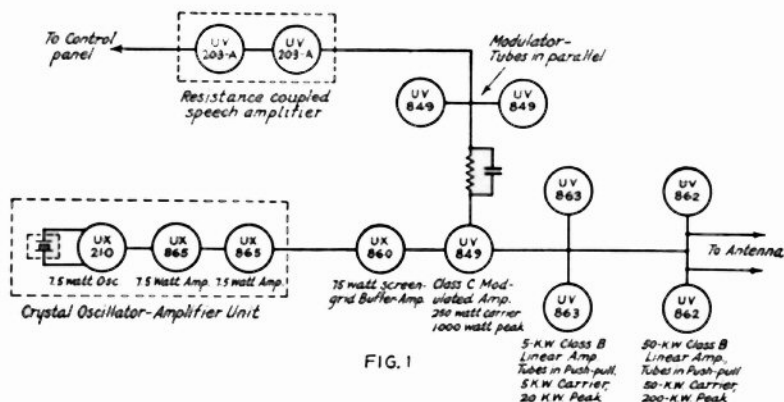 To Control
panel
UV
203-A
UV
203-A
Resistance coupled
speech amplifier
Modulator-
Tubes in parallel
UV
849
UV
849
UX
210
UX
865
UX
865
UX
860
UV
849
UV
863
UV
862
To Antenna
UV
863
UV
862
7.5 watt Osc.
7.5 Watt Amp.
7.5 watt Amp.
Crystal Oscillator-Amplifier Unit
75 watt screen-
grid Buffer Amp.
Class C Mod-
ulated Amp.
250 watt carrier
1000 watt peak
5-K.W. Class B
Linear Amp.
Tubes in Push-pull.
5 K.W. Carrier,
20 K.W. Peak
50-K.W. Class B
Linear Amp.,
Tubes in Push-pull
50-K.W. Carrier,
200-K.W. Peak
FIG. 1